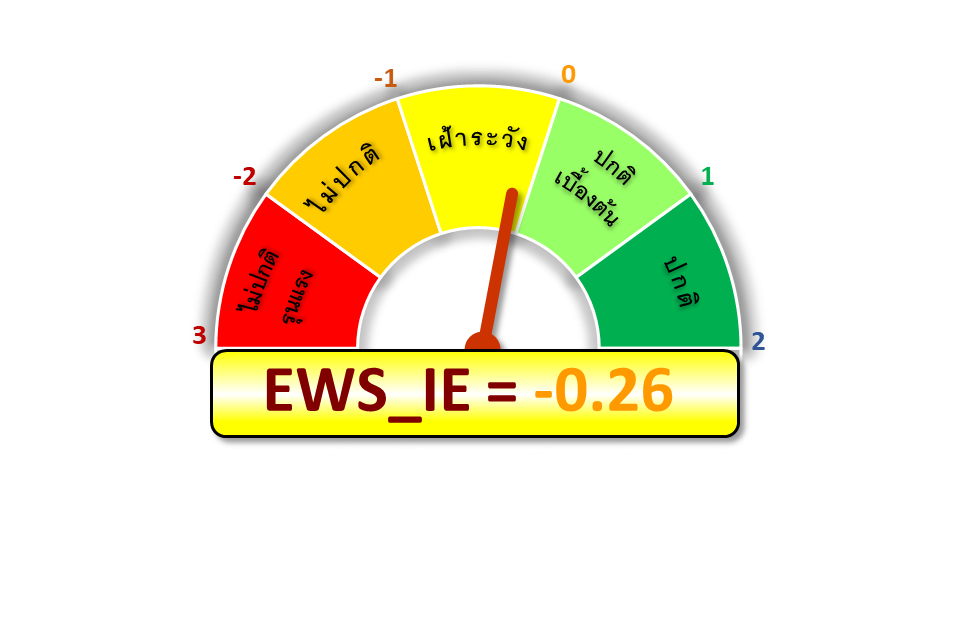 -1
0
-2
1
3
2
ไม่ปกติ
รุนแรง
ไม่ปกติ
เฝ้าระวัง
ปกติ
เบื้องต้น
ปกติ
EWS_IE = -0.26